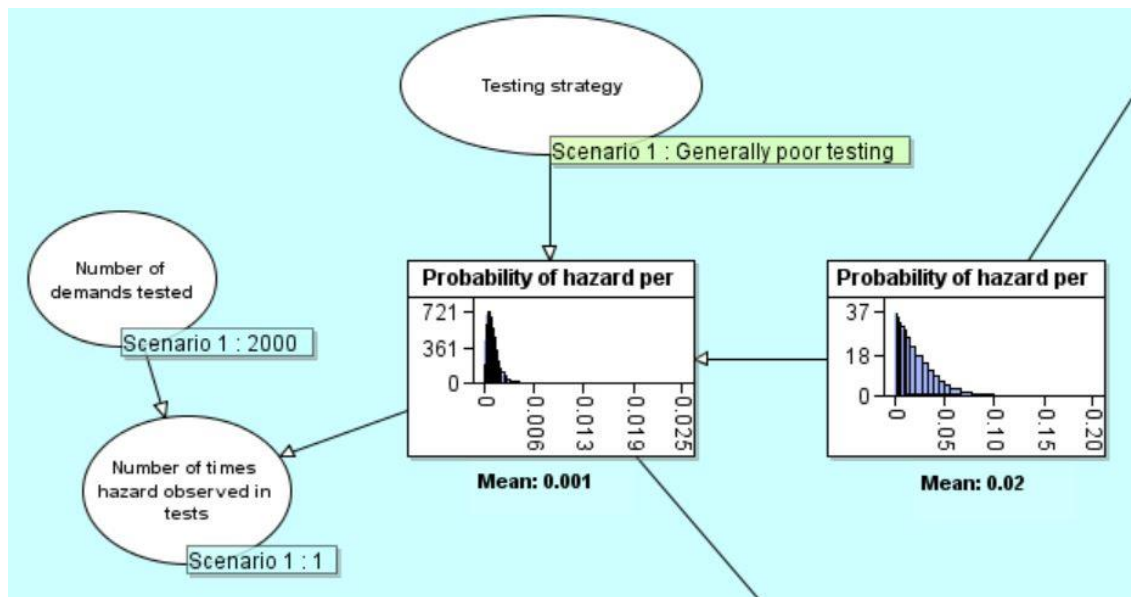 Testing strategy
Scenario 1 : Generally poor testing
Number of
demands tested
Scenario 1 : 2000
Probability of hazard per
721
361
0
0
0.006
0.013
0.019
0.025
Mean: 0.001
Probability of hazard per
37
18
0
0
0.05
0.10
0.15
0.20
Mean: 0.02
Number of times
hazard observed in
tests
Scenario 1 : 1